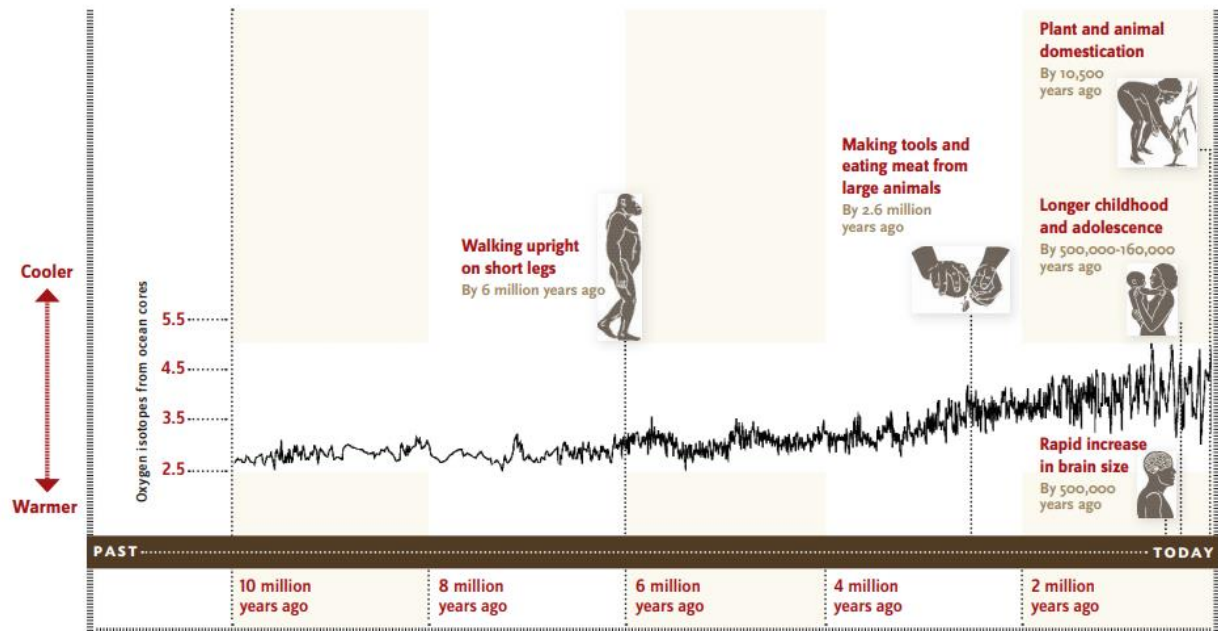 Plant and animal
domestication
By 10,500
years ago
Making tools and
eating meat from
large animals
By 2.6 million
years ago
Longer childhood
and adolescence
By 500,000-160,000
years ago
Walking upright
on short legs
By 6 million years ago
Cooler
Warmer
Oxygen isotopes from ocean cores
5.5
4.5
3.5
2.5
Rapid increase
in brain size
By 500,000
years ago
PAST
TODAY
10 million
years ago
8 million
years ago
6 million
years ago
4 million
years ago
2 million
years ago